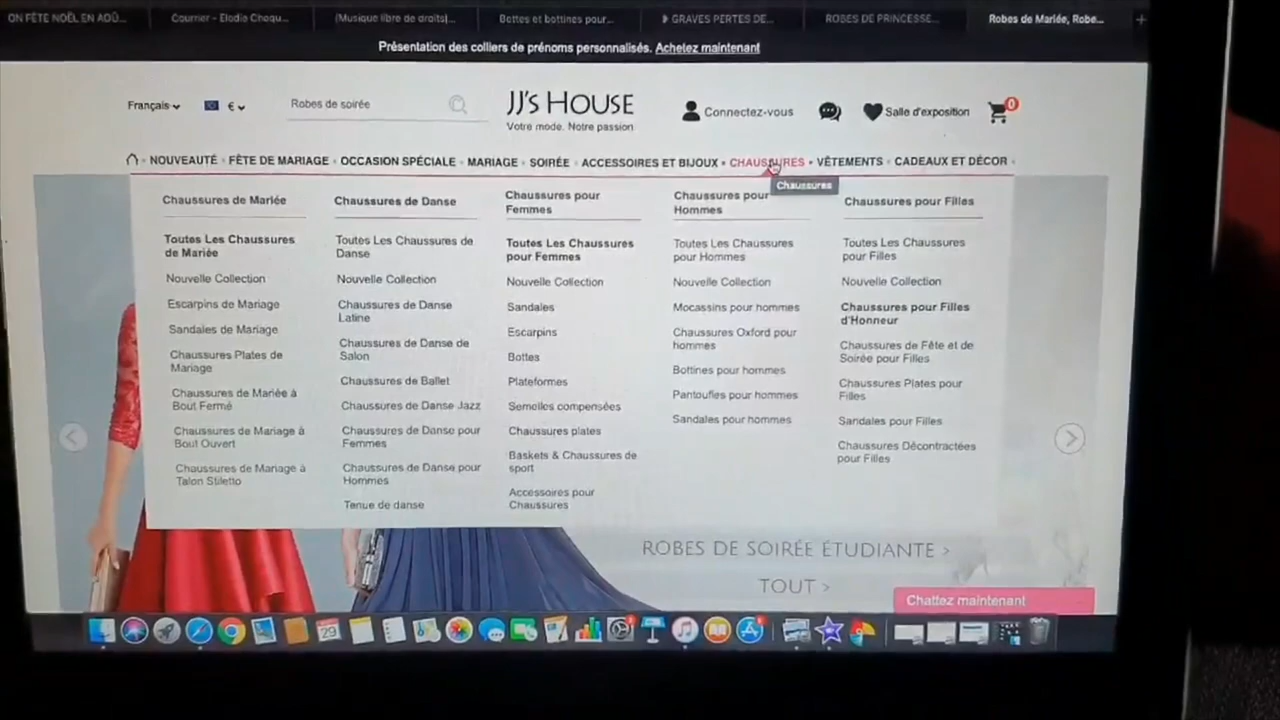 ON FÊTE NOËL EN AOÛ... Courrier - Elodie Choqu... (Musique libre de droits)... Bottes et bottines pour... GRAVES PERTES DE... ROBES DE PRINCESSE... Robes de Mariée, Robe...
Présentation des colliers de prénoms personnalisés. Achetez maintenant
Français € Robes de soirée JJ's HOUSE Connectez-vous Salle d'exposition 0
Votre mode. Notre passion
NOUVEAUTÉ FÊTE DE MARIAGE OCCASION SPÉCIALE MARIAGE SOIRÉE ACCESSOIRES ET BIJOUX CHAUSSURES VÊTEMENTS CADEAUX ET DÉCOR
Chaussures
Chaussures de Mariée
Toutes Les Chaussures
de Mariée
Nouvelle Collection
Escarpins de Mariage
Sandales de Mariage
Chaussures Plates de
Mariage
Chaussures de Mariée à
Bout Fermé
Chaussures de Mariage à
Bout Ouvert
Chaussures de Mariage à
Talon Stiletto
Chaussures de Danse
Toutes Les Chaussures de
Danse
Nouvelle Collection
Chaussures de Danse
Latine
Chaussures de Danse de
Salon
Chaussures de Ballet
Chaussures de Danse Jazz
Chaussures de Danse pour
Femmes
Chaussures de Danse pour
Hommes
Tenue de danse
Chaussures pour
Femmes
Toutes Les Chaussures
pour Femmes
Nouvelle Collection
Sandales
Escarpins
Bottes
Plateformes
Semelles compensées
Chaussures plates
Baskets & Chaussures de
sport
Accessoires pour
Chaussures
Chaussures pour
Hommes
Toutes Les Chaussures
pour Hommes
Nouvelle Collection
Mocassins pour hommes
Chaussures Oxford pour
hommes
Bottines pour hommes
Pantoufles pour hommes
Sandales pour hommes
Chaussures pour Filles
Toutes Les Chaussures
pour Filles
Nouvelle Collection
Chaussures pour Filles
d'Honneur
Chaussures de Fête et de
Soirée pour Filles
Chaussures Plates pour
Filles
Sandales pour Filles
Chaussures Décontractées
pour Filles
ROBES DE SOIRÉE ÉTUDIANTE >
TOUT >
Chattez maintenant
29